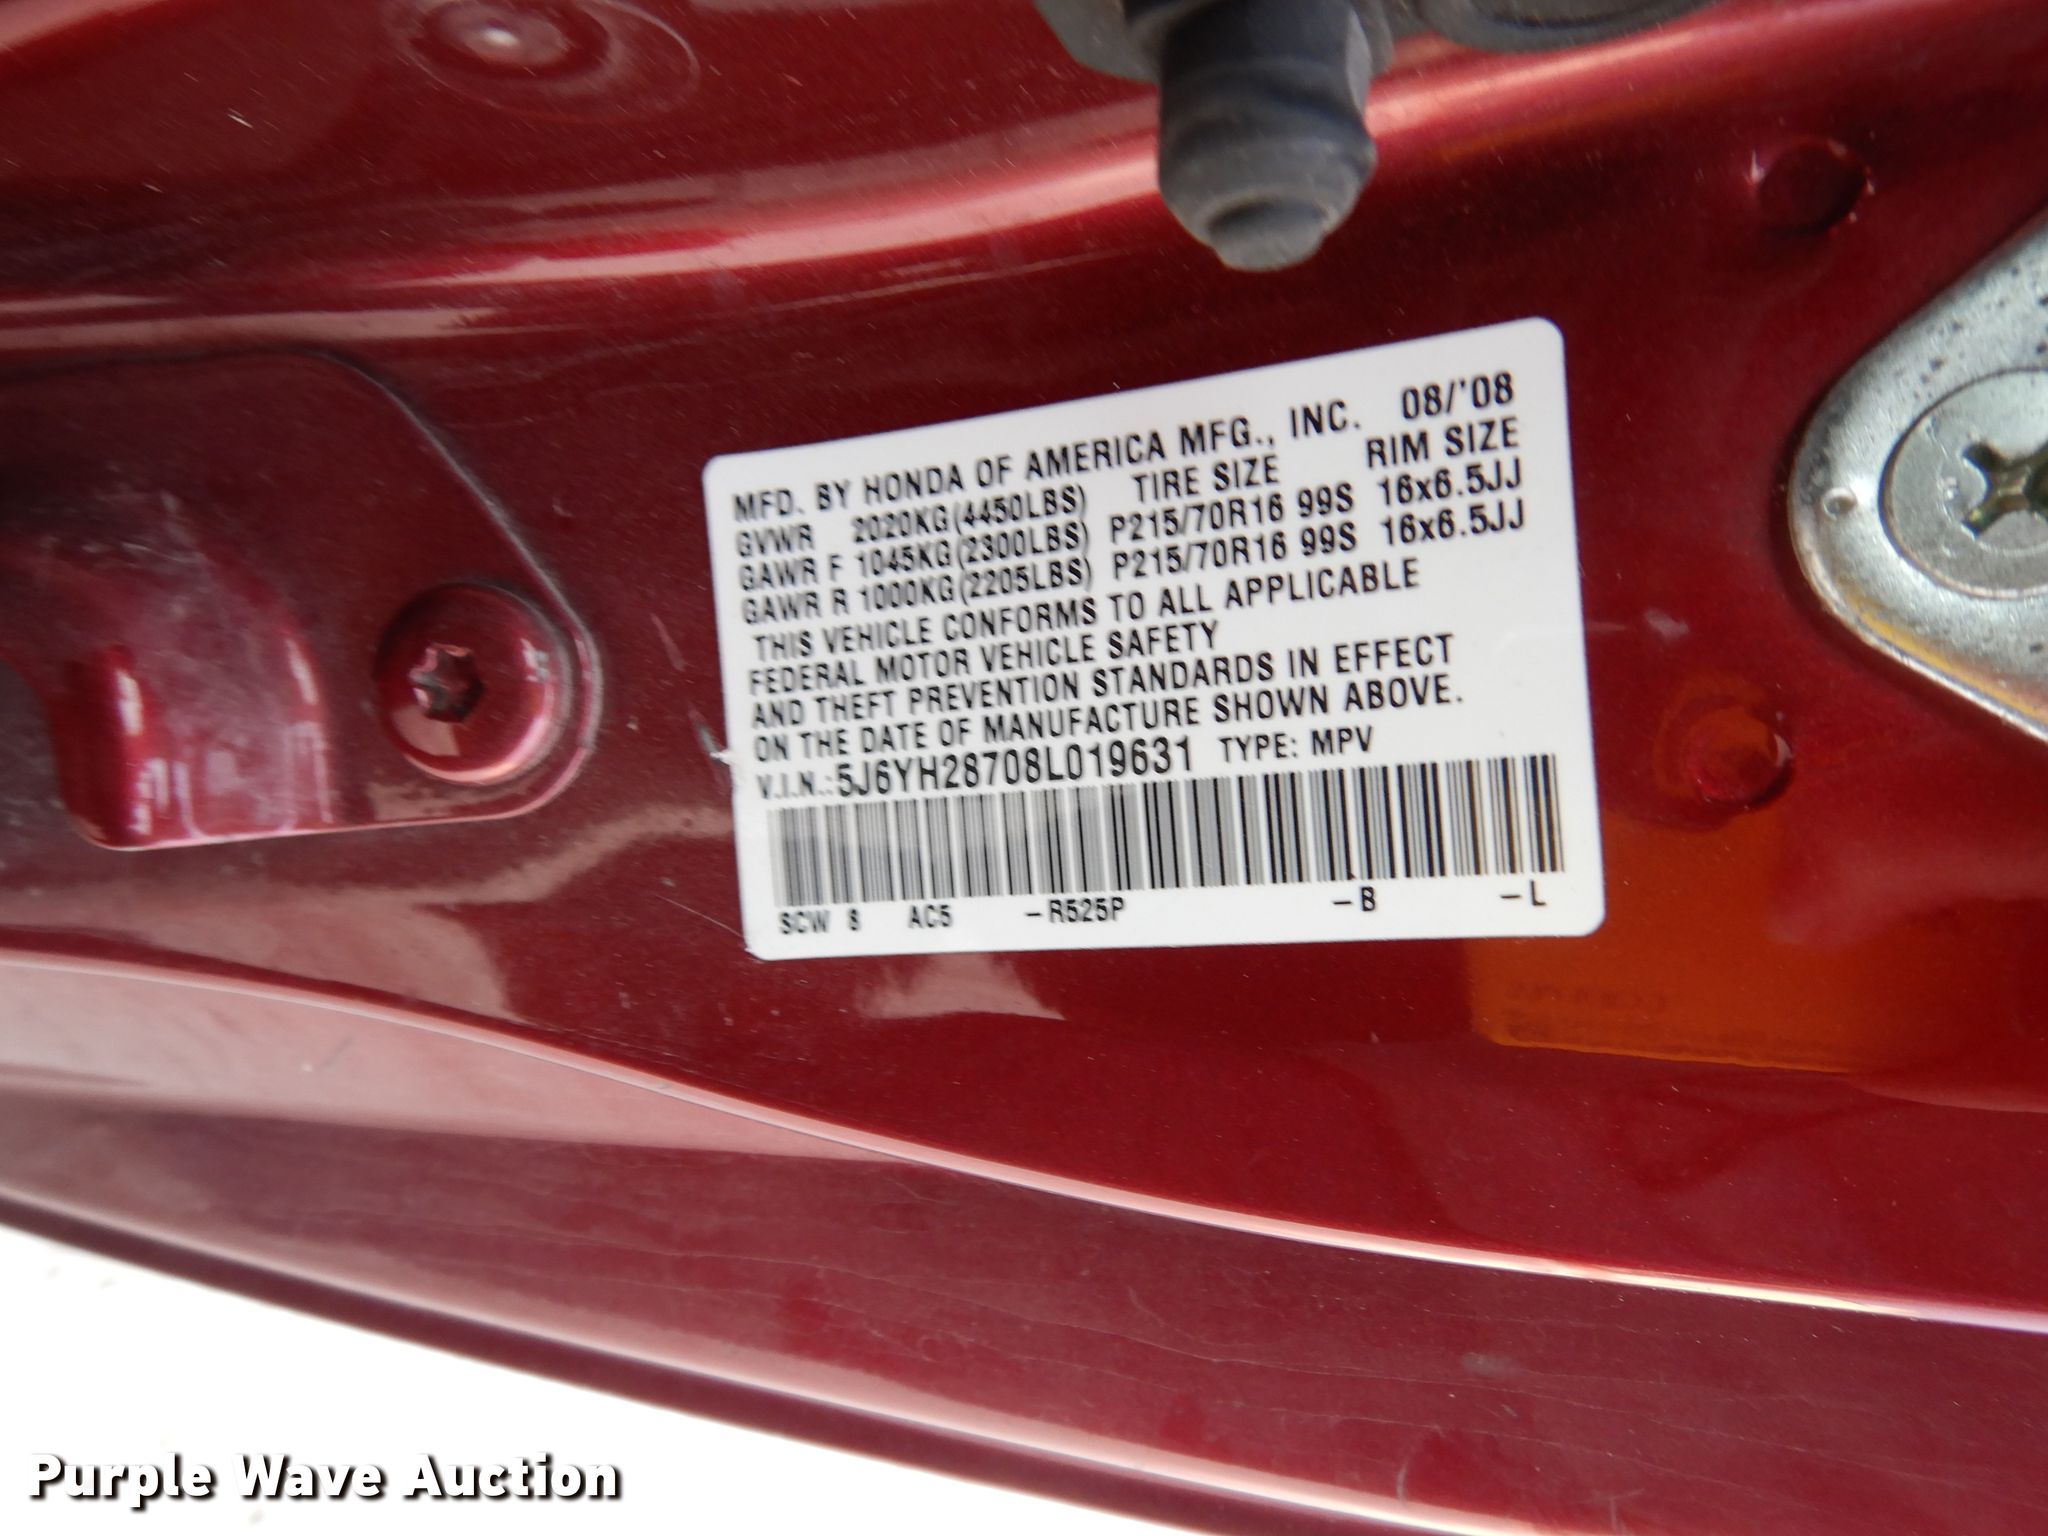 MFD. BY HONDA OF AMERICA MFG., INC. 08/'08
GVWR 2020KG(4450LBS) TIRE SIZE RIM SIZE
GAWR F 1045KG(2300LBS) P215/70R16 99S 16x6.5JJ
GAWR R 1000KG(2205LBS) P215/70R16 99S 16x6.5JJ
THIS VEHICLE CONFORMS TO ALL APPLICABLE
FEDERAL MOTOR VEHICLE SAFETY
AND THEFT PREVENTION STANDARDS IN EFFECT
ON THE DATE OF MANUFACTURE SHOWN ABOVE.
V.I.N.:5J6YH28708L019631 TYPE: MPV
SCW 8 AC5 -R525P -B -L
Purple Wave Auction